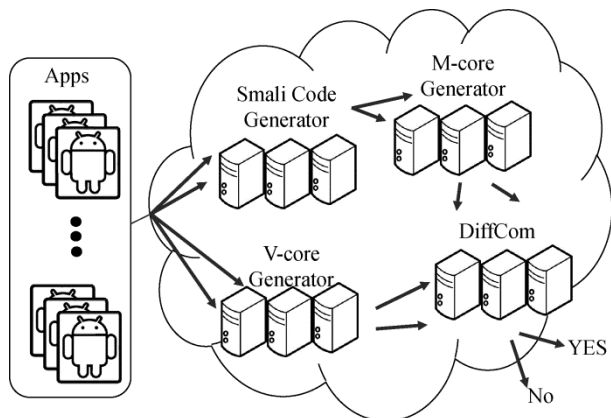 Apps
Smali Code
Generator
M-core
Generator
V-core
Generator
DiffCom
YES
No